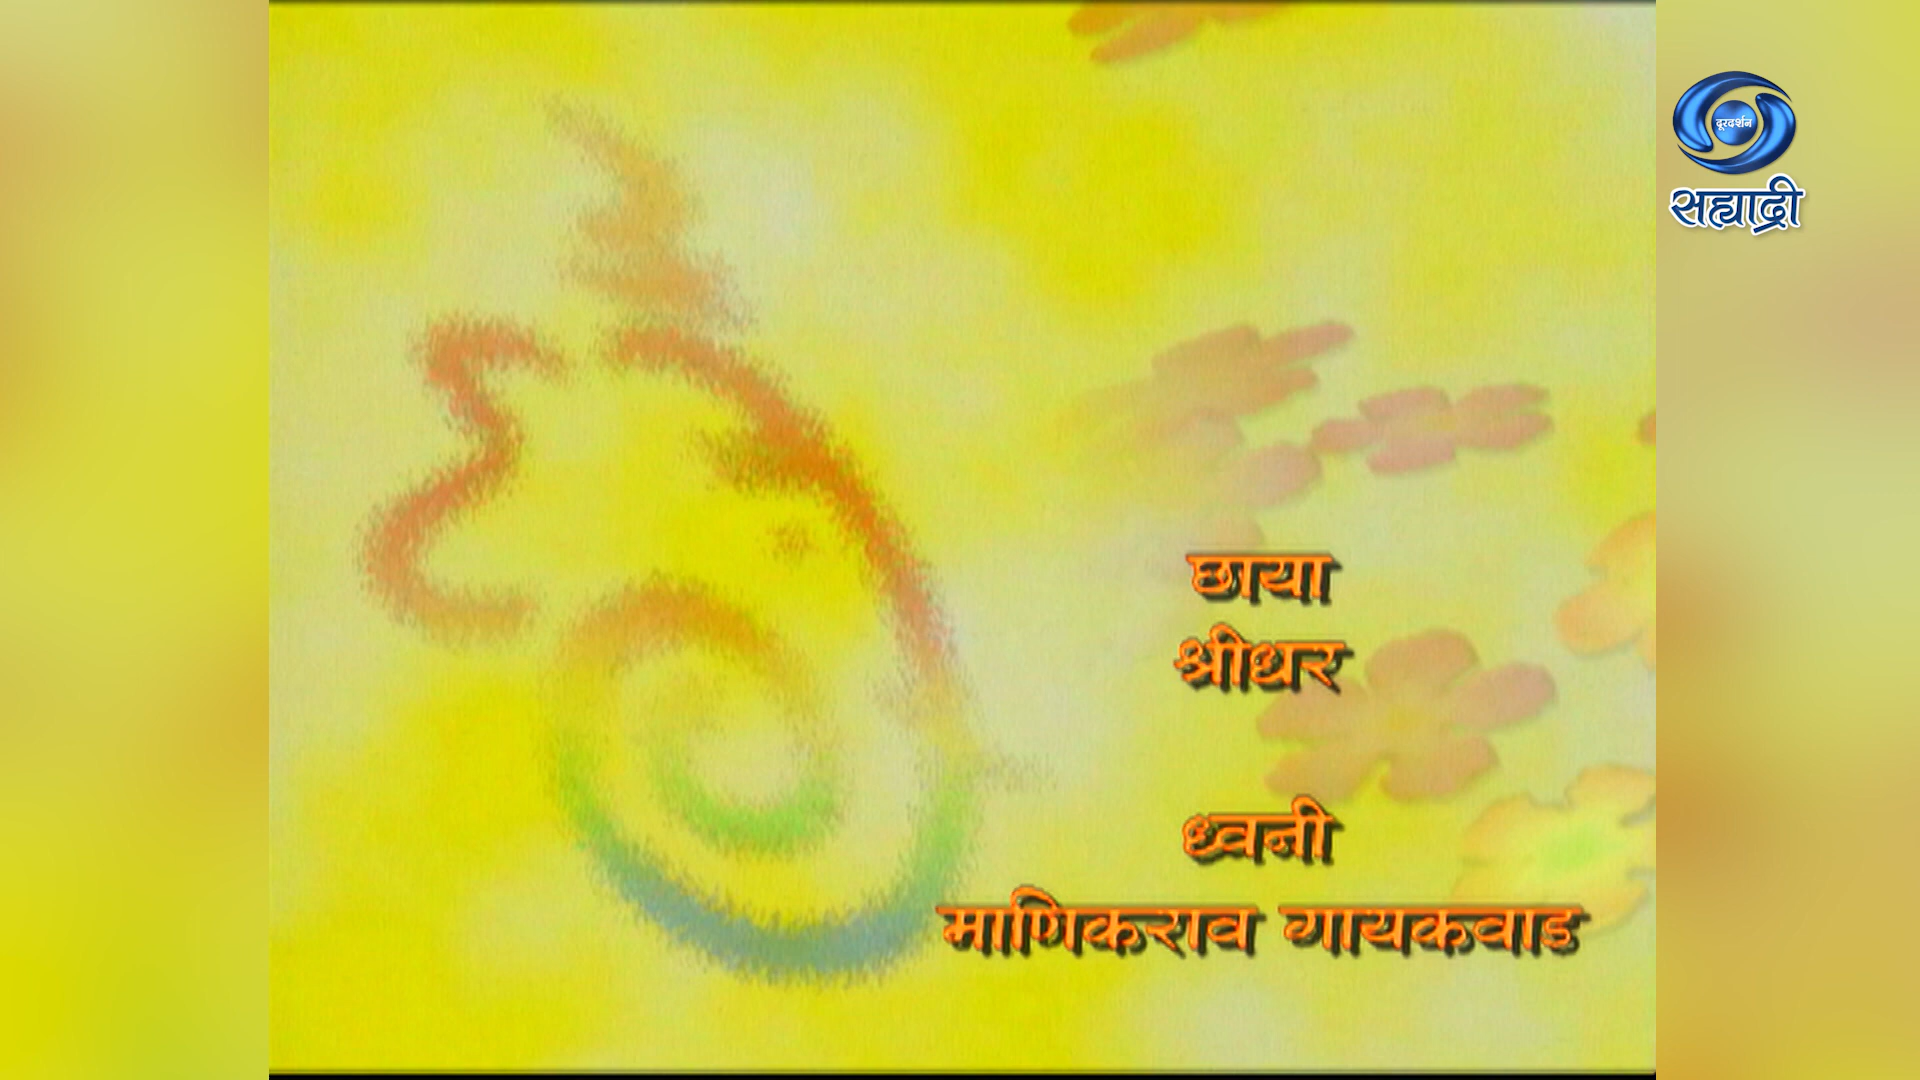 दूरदर्शन
सह्याद्री
छाया
श्रीधर
ध्वनी
माणिकराव गायकवाड